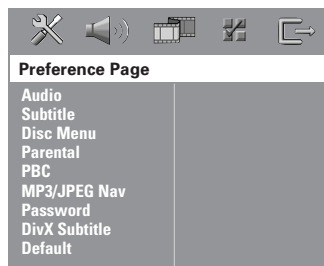 Preference Page
Audio
Subtitle
Disc Menu
Parental
PBC
MP3/JPEG Nav
Password
DivX Subtitle
Default